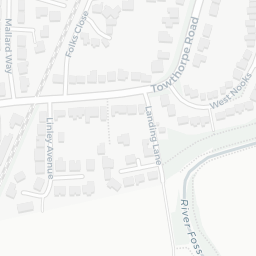 Mallard Way
Folks Close
Towthorpe Road
West Nooks
Landing Lane
Linley Avenue
River Foss